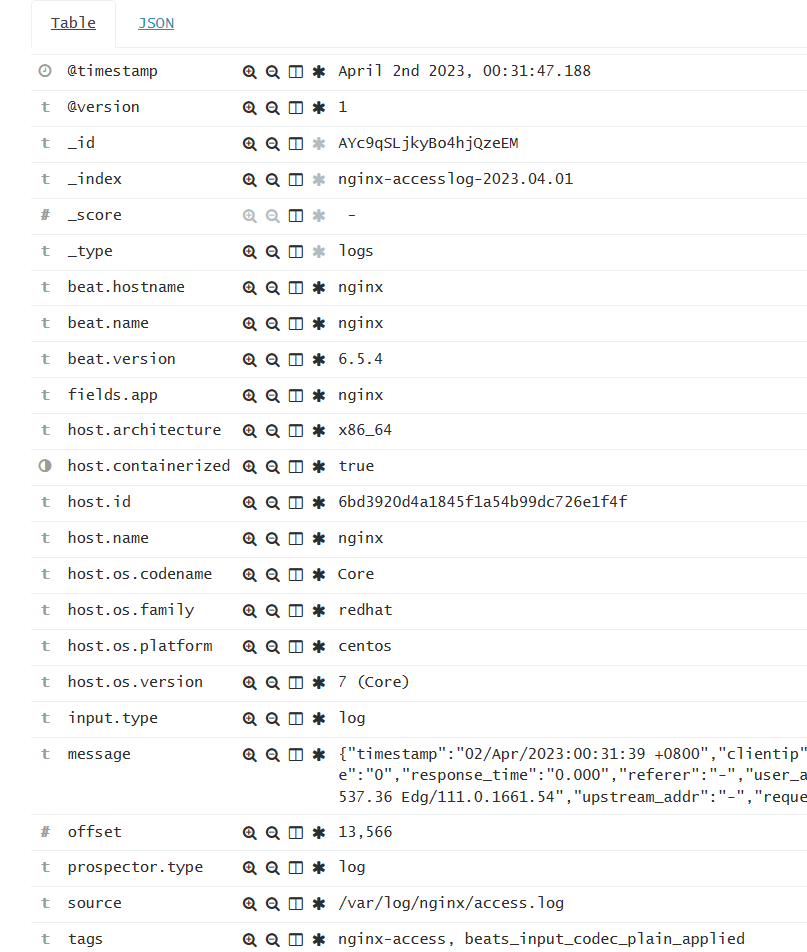 Table JSON
@timestamp April 2nd 2023, 00:31:47.188
t @version 1
t _id AYc9qSLjkyBo4hjQzeEM
t _index nginx-accesslog-2023.04.01
# _score -
t _type logs
t beat.hostname nginx
t beat.name nginx
t beat.version 6.5.4
t fields.app nginx
t host.architecture x86_64
host.containerized true
t host.id 6bd3920d4a1845f1a54b99dc726e1f4f
t host.name nginx
t host.os.codename Core
t host.os.family redhat
t host.os.platform centos
t host.os.version 7 (Core)
t input.type log
t message {"timestamp":"02/Apr/2023:00:31:39 +0800","clientip"
e":"0","response_time":"0.000","referer":"-","user_a
537.36 Edg/111.0.1661.54","upstream_addr":"-","reque
# offset 13,566
t prospector.type log
t source /var/log/nginx/access.log
t tags nginx-access, beats_input_codec_plain_applied